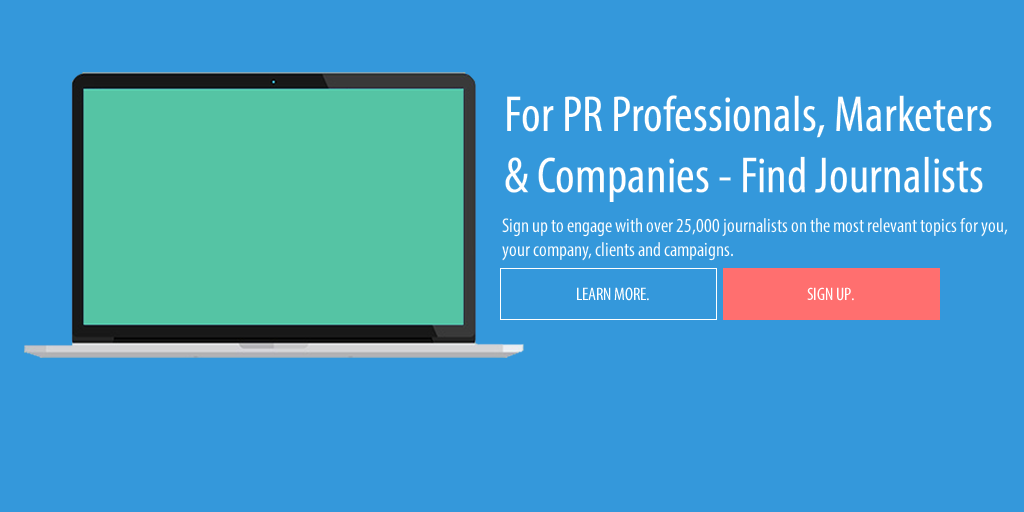 For PR Professionals, Marketers
& Companies - Find Journalists
Sign up to engage with over 25,000 journalists on the most relevant topics for you,
your company, clients and campaigns.
LEARN MORE.
SIGN UP.